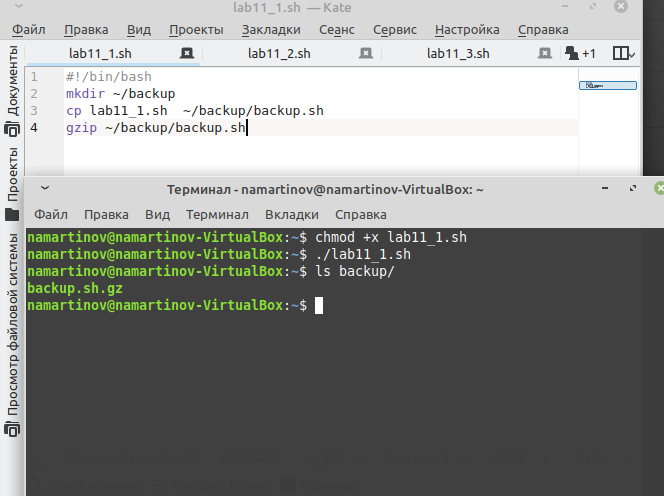 lab11_1.sh — Kate
Файл Правка Вид Проекты Закладки Сеанс Сервис Настройка Справка
lab11_1.sh lab11_2.sh lab11_3.sh +1
Документы
Проекты
Просмотр файловой системы
1 #!/bin/bash
2 mkdir ~/backup
3 cp lab11_1.sh  ~/backup/backup.sh
4 gzip ~/backup/backup.sh
Терминал - namartinov@namartinov-VirtualBox: ~
Файл Правка Вид Терминал Вкладки Справка
namartinov@namartinov-VirtualBox:~$ chmod +x lab11_1.sh
namartinov@namartinov-VirtualBox:~$ ./lab11_1.sh
namartinov@namartinov-VirtualBox:~$ ls backup/
backup.sh.gz
namartinov@namartinov-VirtualBox:~$